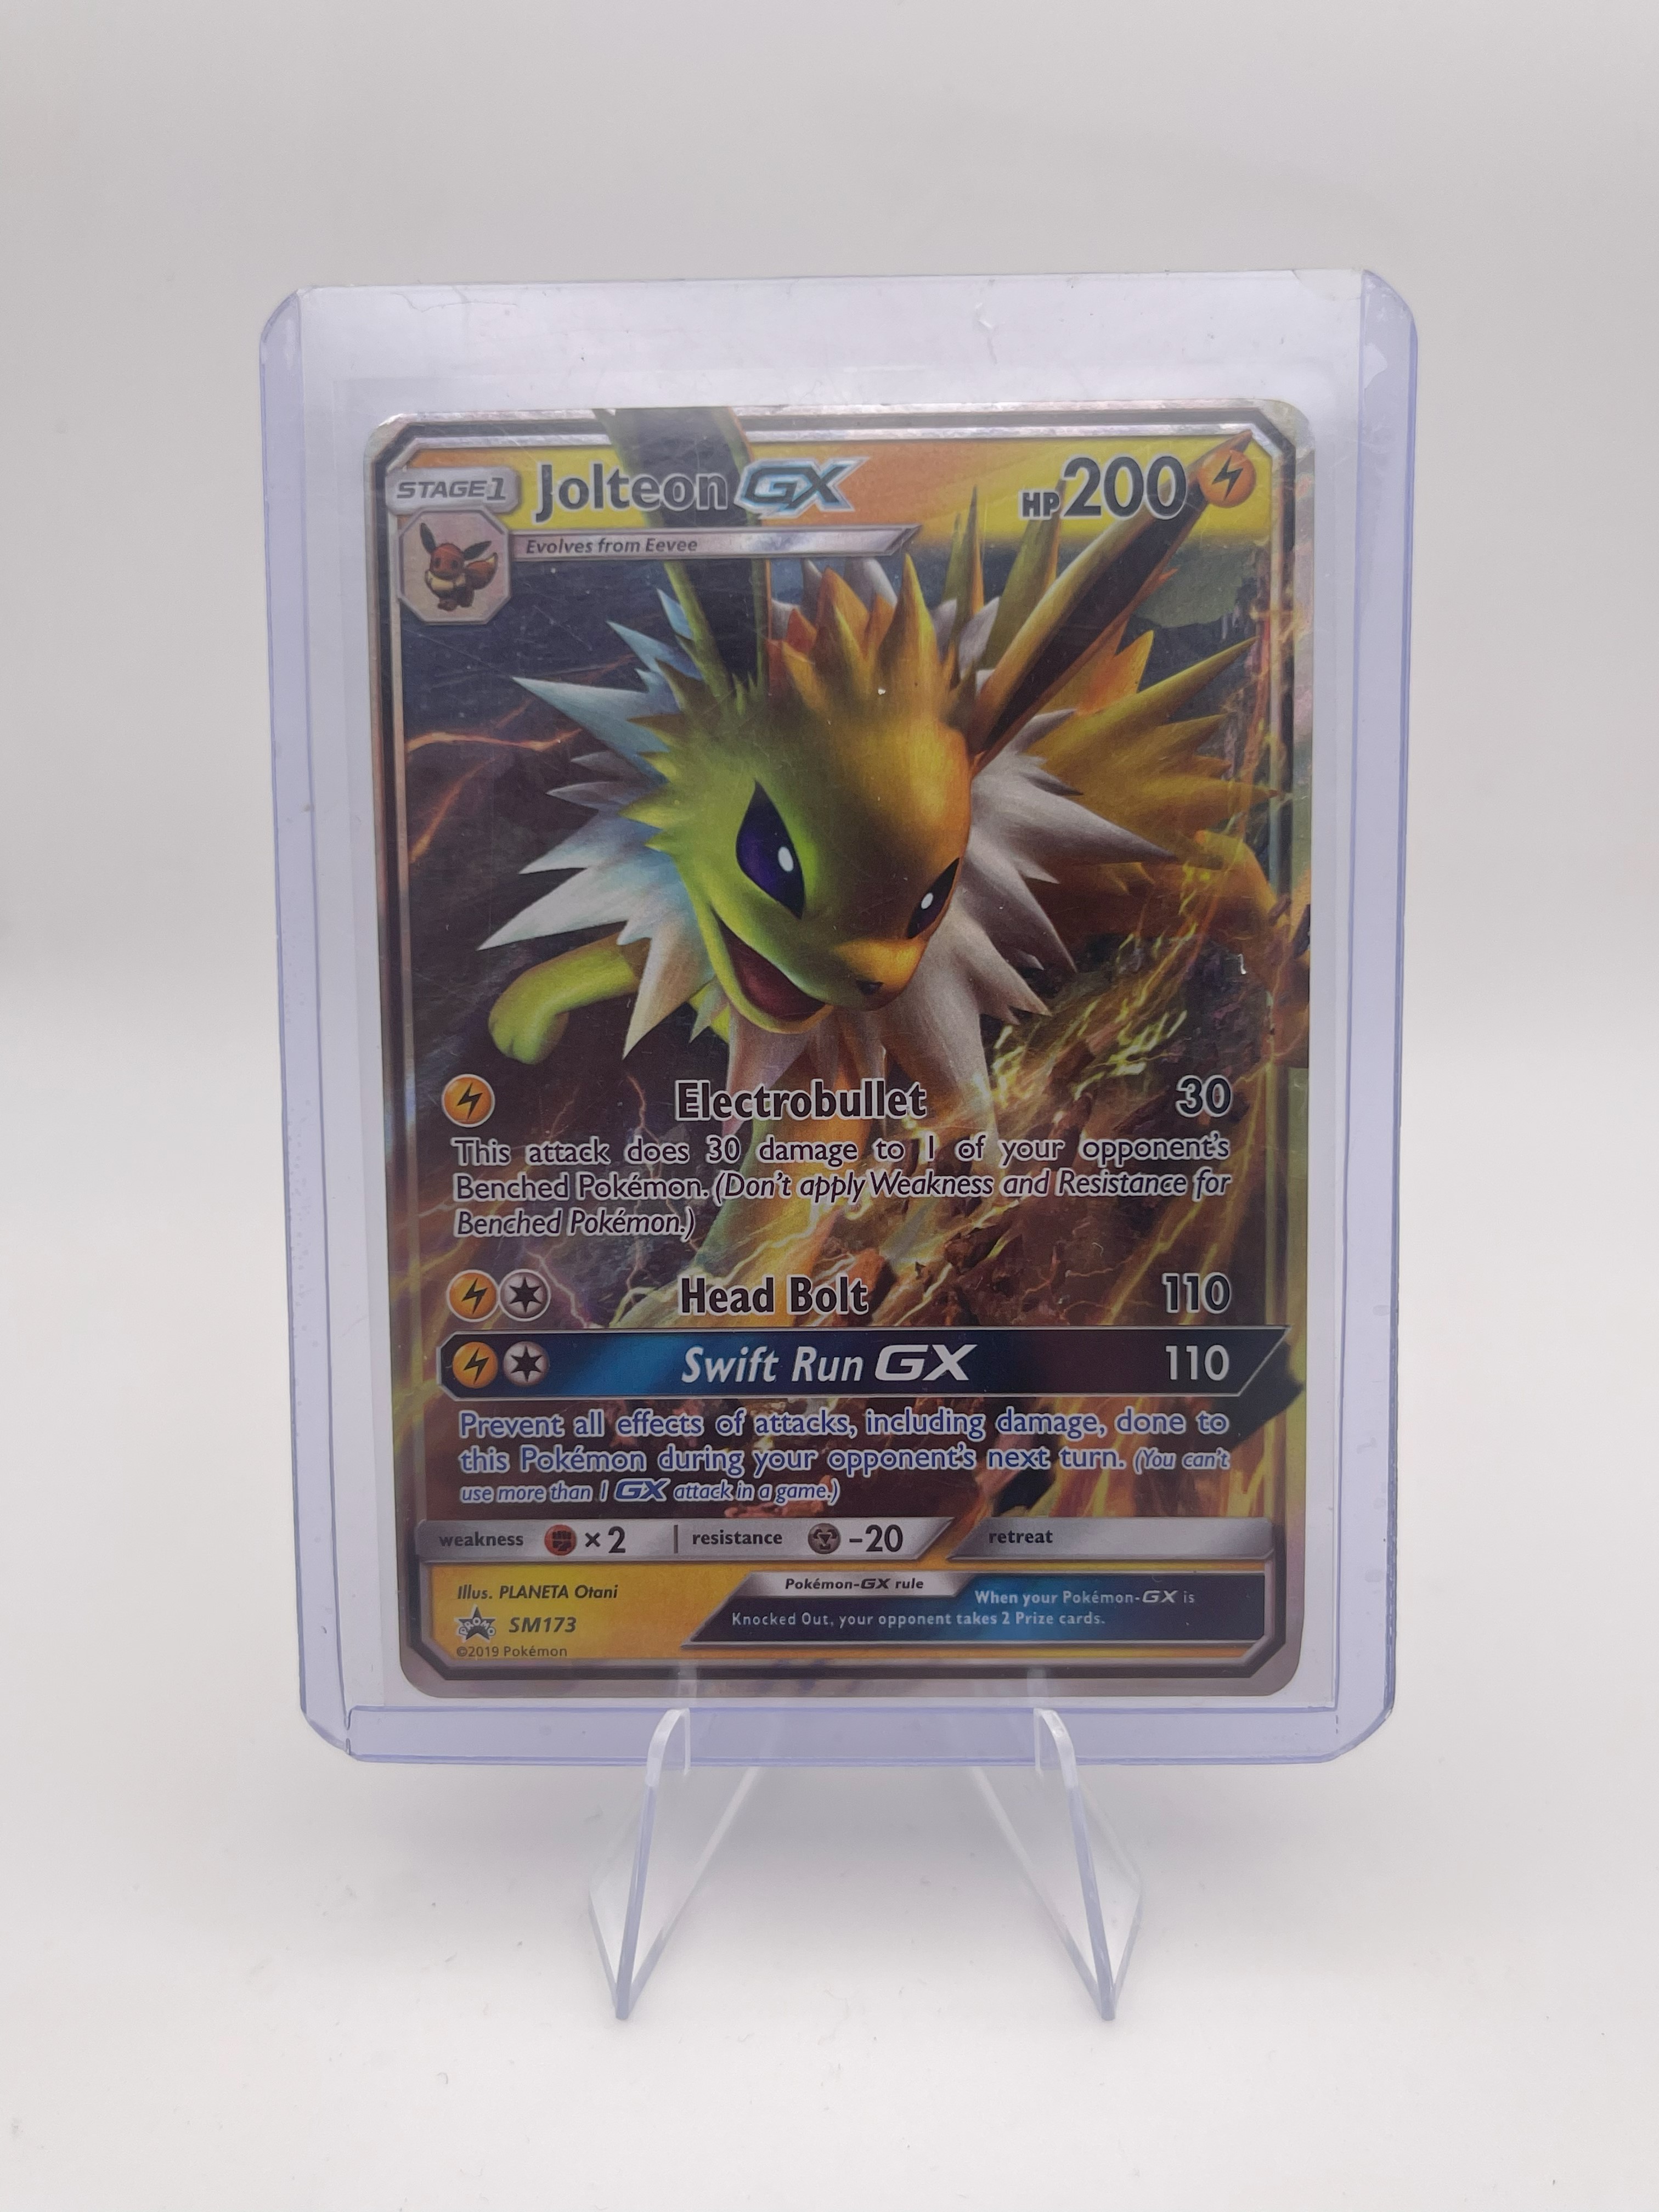 STAGE1 Jolteon GX HP200
Evolves from Eevee
Electrobullet 30
This attack does 30 damage to 1 of your opponent's
Benched Pokémon. (Don't apply Weakness and Resistance for
Benched Pokémon.)
Head Bolt 110
Swift Run GX 110
Prevent all effects of attacks, including damage, done to
this Pokémon during your opponent's next turn. (You can't
use more than 1 GX attack in a game.)
weakness ×2 | resistance -20 retreat
Illus. PLANETA Otani
PROMO SM173
©2019 Pokémon
Pokémon-GX rule
When your Pokémon-GX is
Knocked Out, your opponent takes 2 Prize cards.